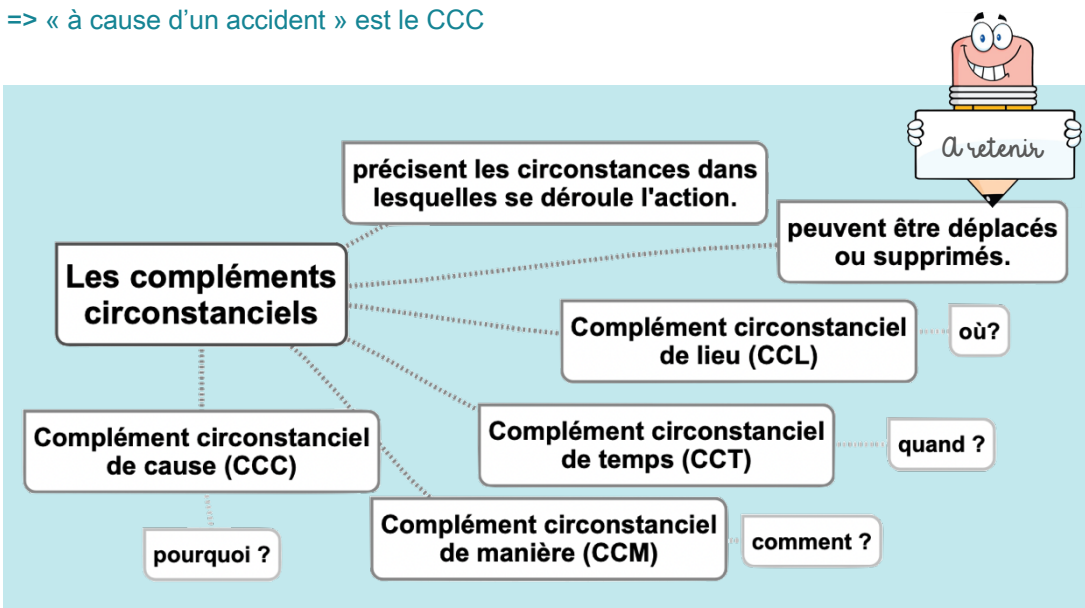 => « à cause d’un accident » est le CCC
A retenir
précisent les circonstances dans
lesquelles se déroule l'action.
peuvent être déplacés
ou supprimés.
Les compléments
circonstanciels
Complément circonstanciel
de lieu (CCL)
où?
Complément circonstanciel
de temps (CCT)
quand ?
Complément circonstanciel
de cause (CCC)
pourquoi ?
Complément circonstanciel
de manière (CCM)
comment ?